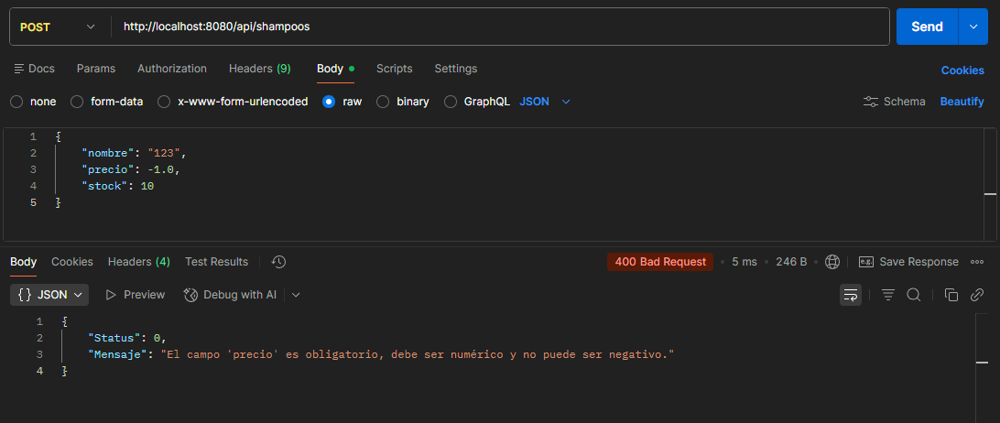 POST http://localhost:8080/api/shampoos Send
Docs Params Authorization Headers (9) Body Scripts Settings Cookies
none form-data x-www-form-urlencoded raw binary GraphQL JSON Schema Beautify
1 {
2 "nombre": "123",
3 "precio": -1.0,
4 "stock": 10
5 }
Body Cookies Headers (4) Test Results 400 Bad Request 5 ms 246 B e.g. Save Response
{} JSON Preview Debug with AI
1 {
2 "Status": 0,
3 "Mensaje": "El campo 'precio' es obligatorio, debe ser numérico y no puede ser negativo."
4 }